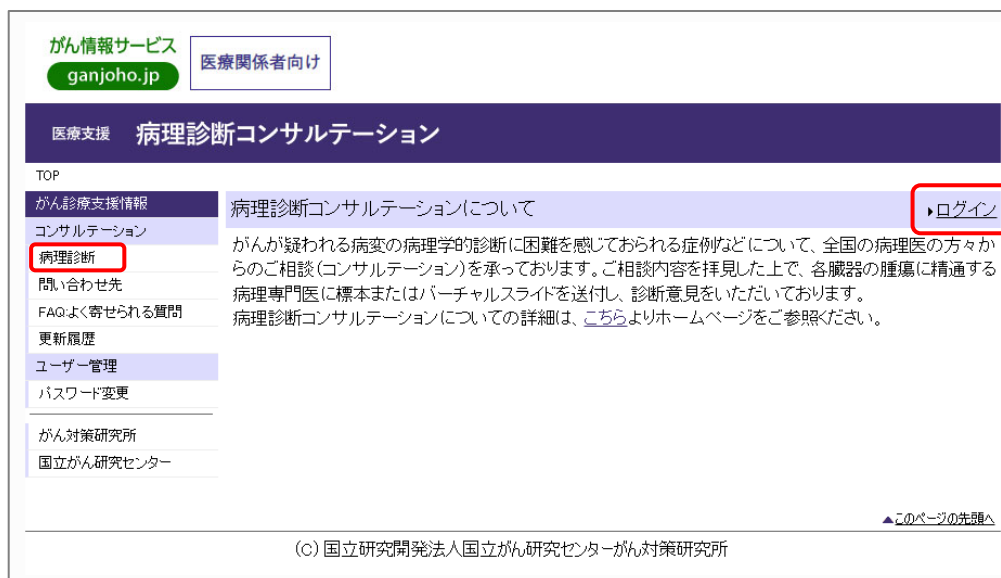 がん情報サービス
ganjoho.jp
医療関係者向け
医療支援 病理診断コンサルテーション
TOP
がん診療支援情報
コンサルテーション
病理診断
問い合わせ先
FAQ:よく寄せられる質問
更新履歴
ユーザー管理
パスワード変更
がん対策研究所
国立がん研究センター
病理診断コンサルテーションについて
▸ログイン
がんが疑われる病変の病理学的診断に困難を感じておられる症例などについて、全国の病理医の方々か
らのご相談(コンサルテーション)を承っております。ご相談内容を拝見した上で、各臓器の腫瘍に精通する
病理専門医に標本またはバーチャルスライドを送付し、診断意見をいただいております。
病理診断コンサルテーションについての詳細は、こちらよりホームページをご参照ください。
▲このページの先頭へ
(C) 国立研究開発法人国立がん研究センターがん対策研究所